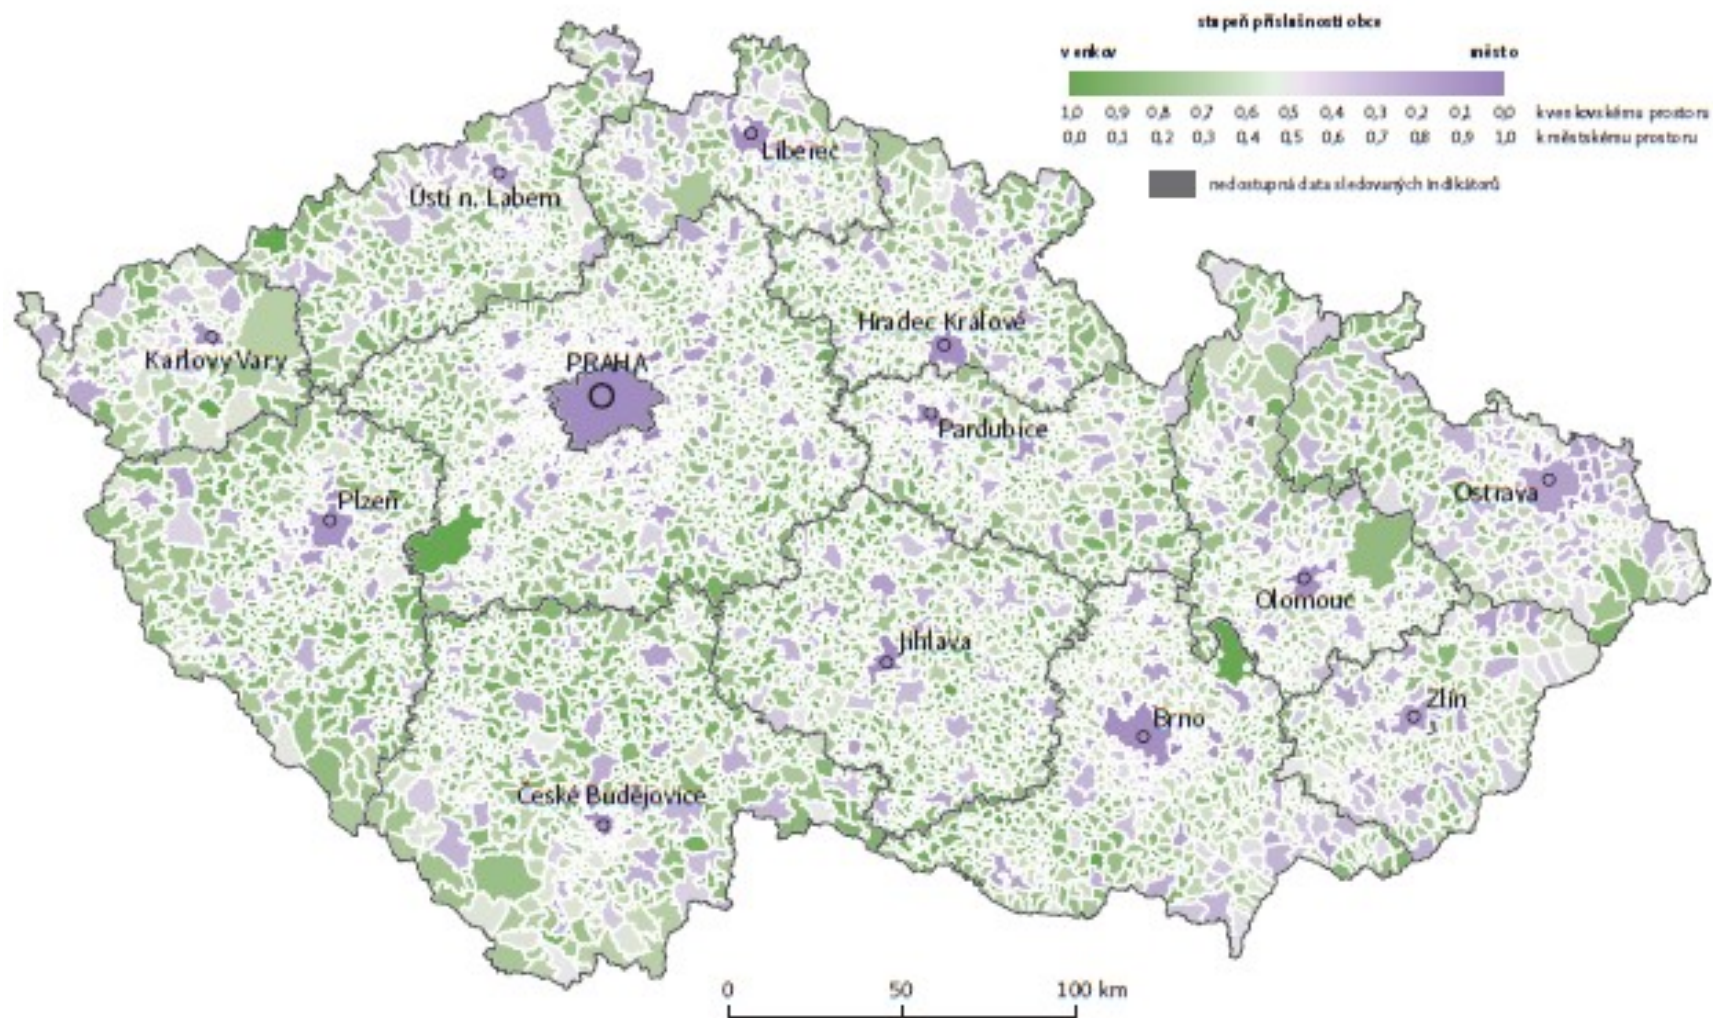 stupeň příslušnosti obce
venkov město
1,0 0,9 0,8 0,7 0,6 0,5 0,4 0,3 0,2 0,1 0,0 k venkovskému prostoru
0,0 0,1 0,2 0,3 0,4 0,5 0,6 0,7 0,8 0,9 1,0 k městskému prostoru
nedostupná data sledovaných indikátorů
Liberec
Ústí n. Labem
Hradec Králové
Karlovy Vary
PRAHA
Pardubice
Plzeň
Ostrava
Olomouc
Jihlava
Zlín
Brno
České Budějovice
0 50 100 km